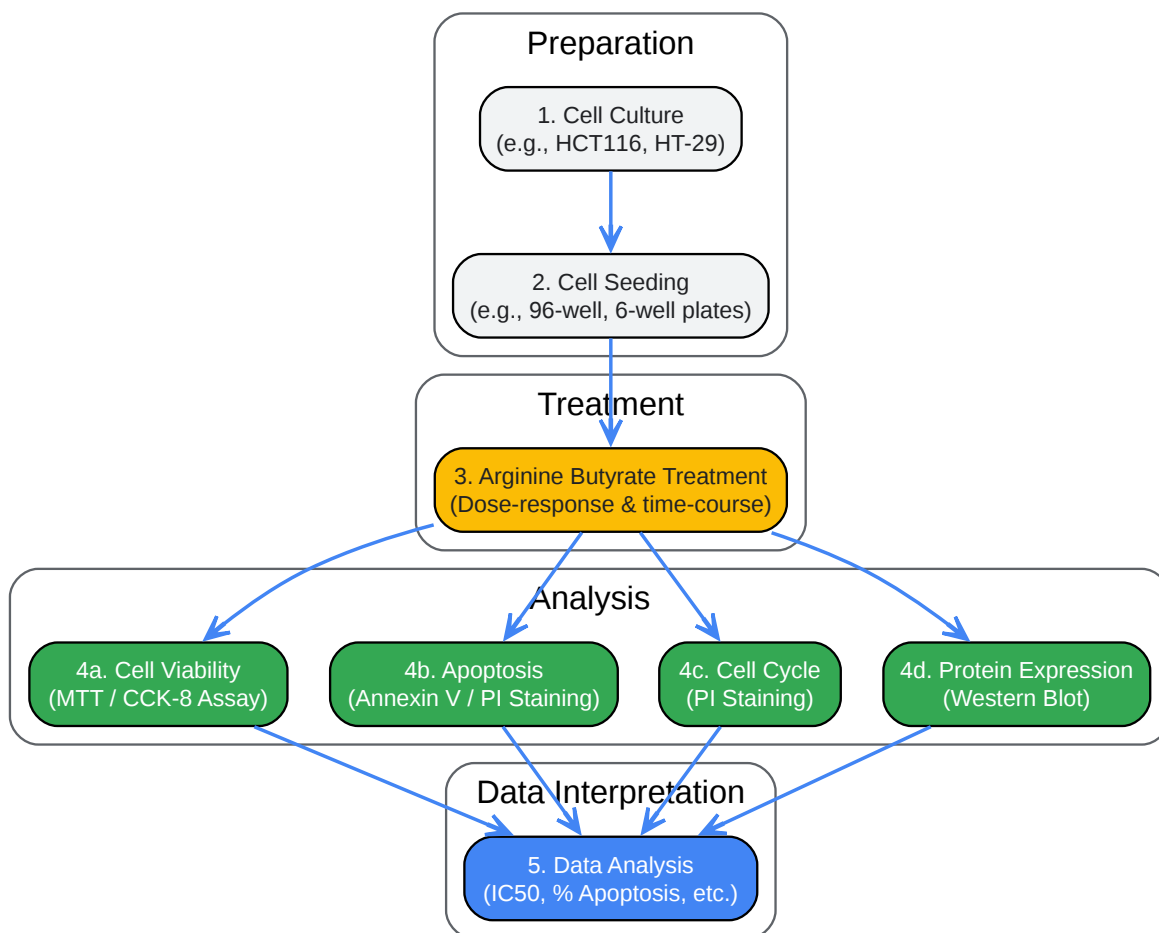 Preparation
1. Cell Culture
(e.g., HCT116, HT-29)
2. Cell Seeding
(e.g., 96-well, 6-well plates)
Treatment
3. Arginine Butyrate Treatment
(Dose-response & time-course)
Analysis
4a. Cell Viability
(MTT / CCK-8 Assay)
4b. Apoptosis
(Annexin V / PI Staining)
4c. Cell Cycle
(PI Staining)
4d. Protein Expression
(Western Blot)
Data Interpretation
5. Data Analysis
(IC50, % Apoptosis, etc.)